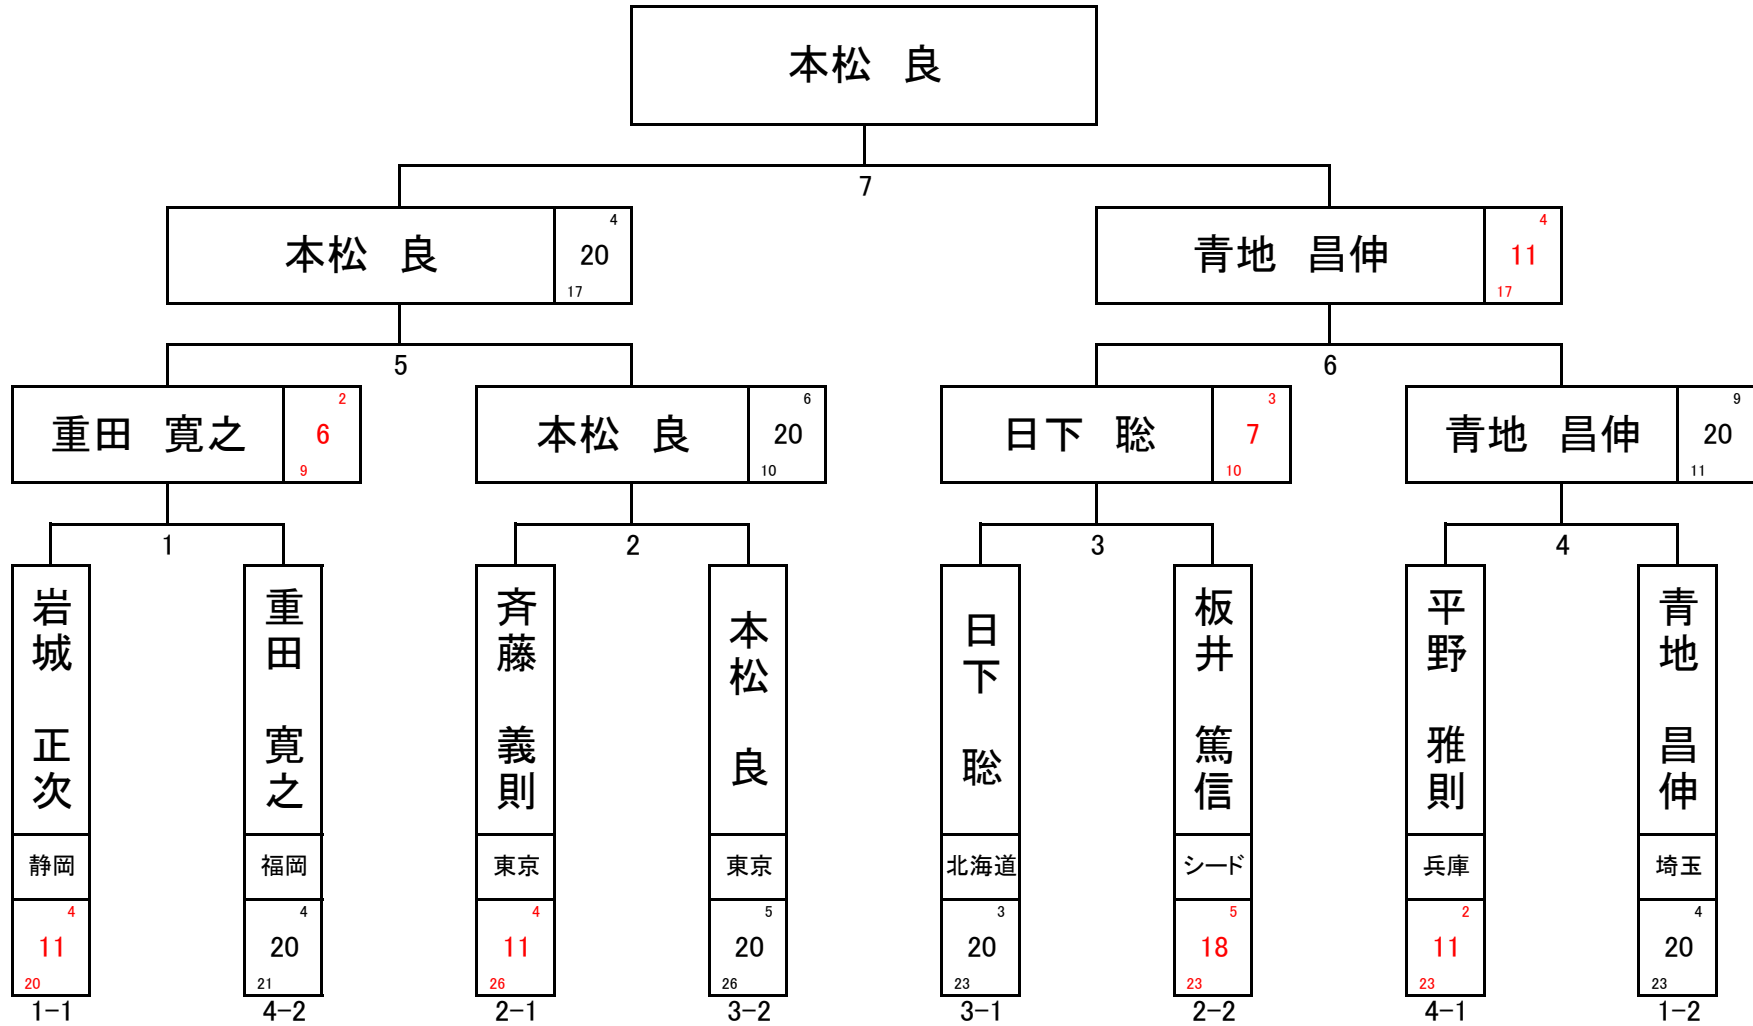 本松　良
7
本松　良
4
20
17
青地　昌伸
4
11
17
5
6
重田　寛之
2
6
9
本松　良
6
20
10
日下　聡
3
7
10
青地　昌伸
9
20
11
1
2
3
4
岩城　正次
重田　寛之
斉藤　義則
本松　良
日下　聡
板井　篤信
平野　雅則
青地　昌伸
静岡
福岡
東京
東京
北海道
シード
兵庫
埼玉
4
11
20
4
20
21
4
11
26
5
20
26
3
20
23
5
18
23
2
11
23
4
20
23
1-1
4-2
2-1
3-2
3-1
2-2
4-1
1-2